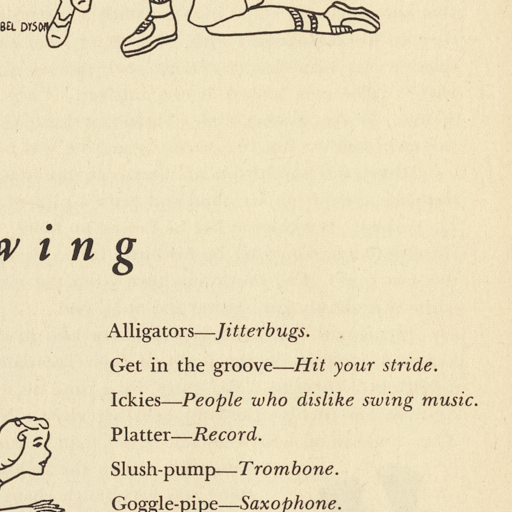 BEL DYSON
wing
Alligators—Jitterbugs.
Get in the groove—Hit your stride.
Ickies—People who dislike swing music.
Platter—Record.
Slush-pump—Trombone.
Goggle-pipe—Saxophone.